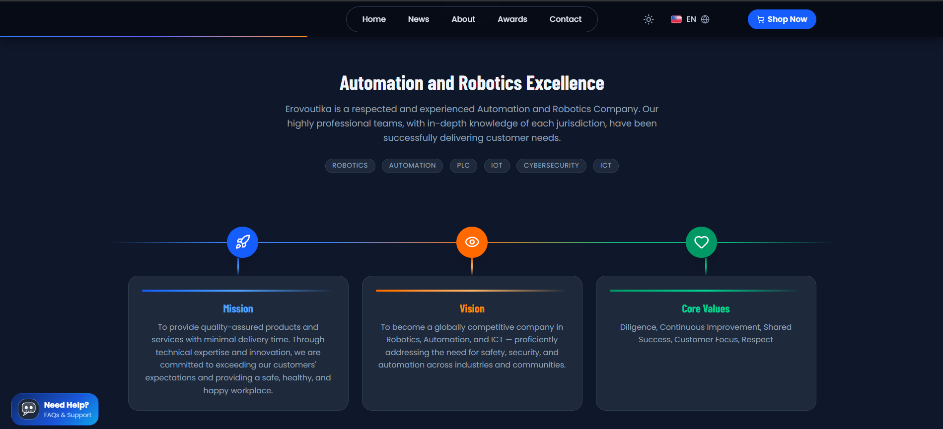 Home
News
About
Awards
Contact
EN
Shop Now
Automation and Robotics Excellence
Erovoutika is a respected and experienced Automation and Robotics Company. Our
highly professional teams, with in-depth knowledge of each jurisdiction, have been
successfully delivering customer needs.
ROBOTICS
AUTOMATION
PLC
IOT
CYBERSECURITY
ICT
Mission
To provide quality-assured products and
services with minimal delivery time. Through
technical expertise and innovation, we are
committed to exceeding our customers'
expectations and providing a safe, healthy, and
happy workplace.
Vision
To become a globally competitive company in
Robotics, Automation, and ICT — proficiently
addressing the need for safety, security, and
automation across industries and communities.
Core Values
Diligence, Continuous Improvement, Shared
Success, Customer Focus, Respect
Need Help?
FAQs & Support